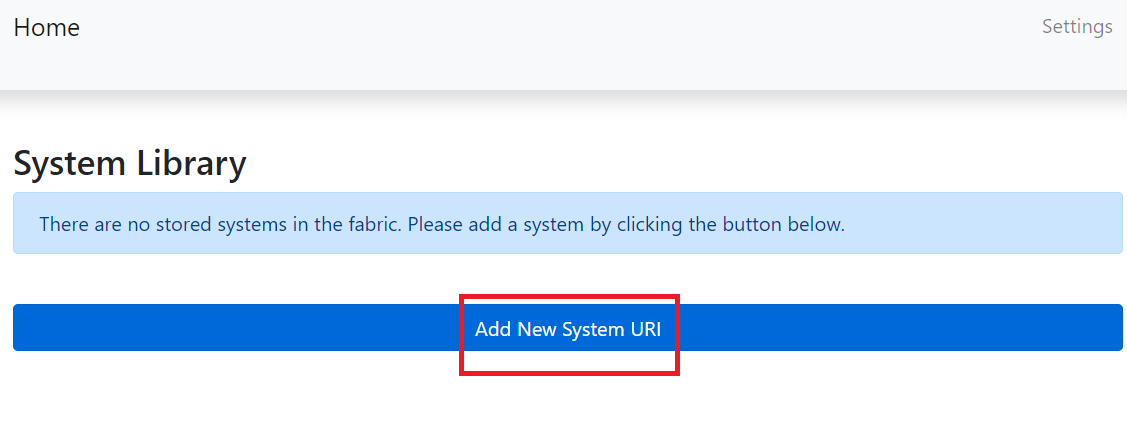 Home
Settings
System Library
There are no stored systems in the fabric. Please add a system by clicking the button below.
Add New System URI